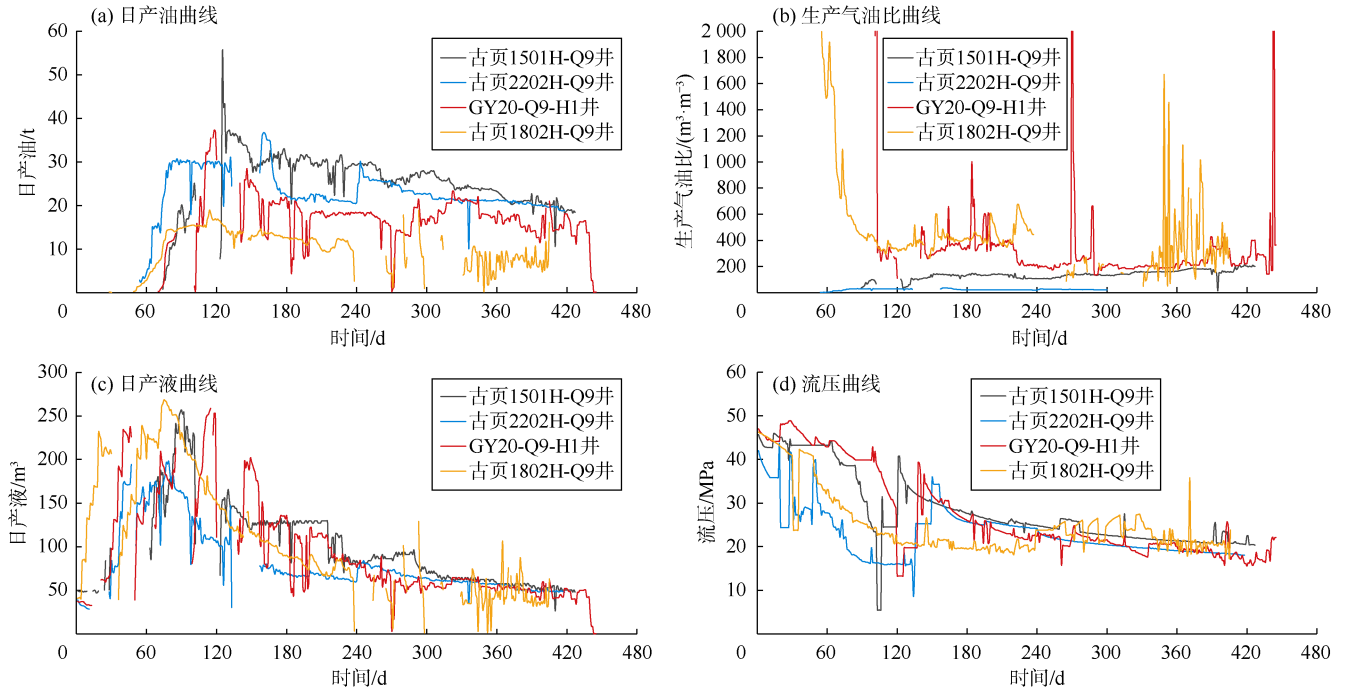 (a) 日产油曲线
60
50
40
30
20
10
0
60
120
180
240
300
360
420
480
日产油/t
时间/d
古页1501H-Q9井
古页2202H-Q9井
GY20-Q9-H1井
古页1802H-Q9井
(b) 生产气油比曲线
2 000
1 800
1 600
1 400
1 200
1 000
800
600
400
200
0
60
120
180
240
300
360
420
480
生产气油比/(m³·m⁻³)
时间/d
古页1501H-Q9井
古页2202H-Q9井
GY20-Q9-H1井
古页1802H-Q9井
(c) 日产液曲线
300
250
200
150
100
50
0
60
120
180
240
300
360
420
480
日产液/m³
时间/d
古页1501H-Q9井
古页2202H-Q9井
GY20-Q9-H1井
古页1802H-Q9井
(d) 流压曲线
60
50
40
30
20
10
0
60
120
180
240
300
360
420
480
流压/MPa
时间/d
古页1501H-Q9井
古页2202H-Q9井
GY20-Q9-H1井
古页1802H-Q9井